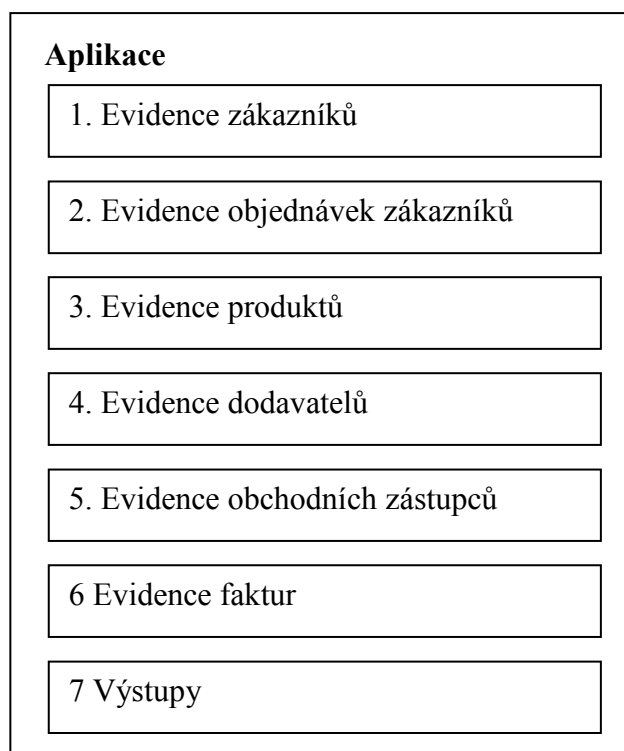 Aplikace
1. Evidence zákazníků
2. Evidence objednávek zákazníků
3. Evidence produktů
4. Evidence dodavatelů
5. Evidence obchodních zástupců
6 Evidence faktur
7 Výstupy